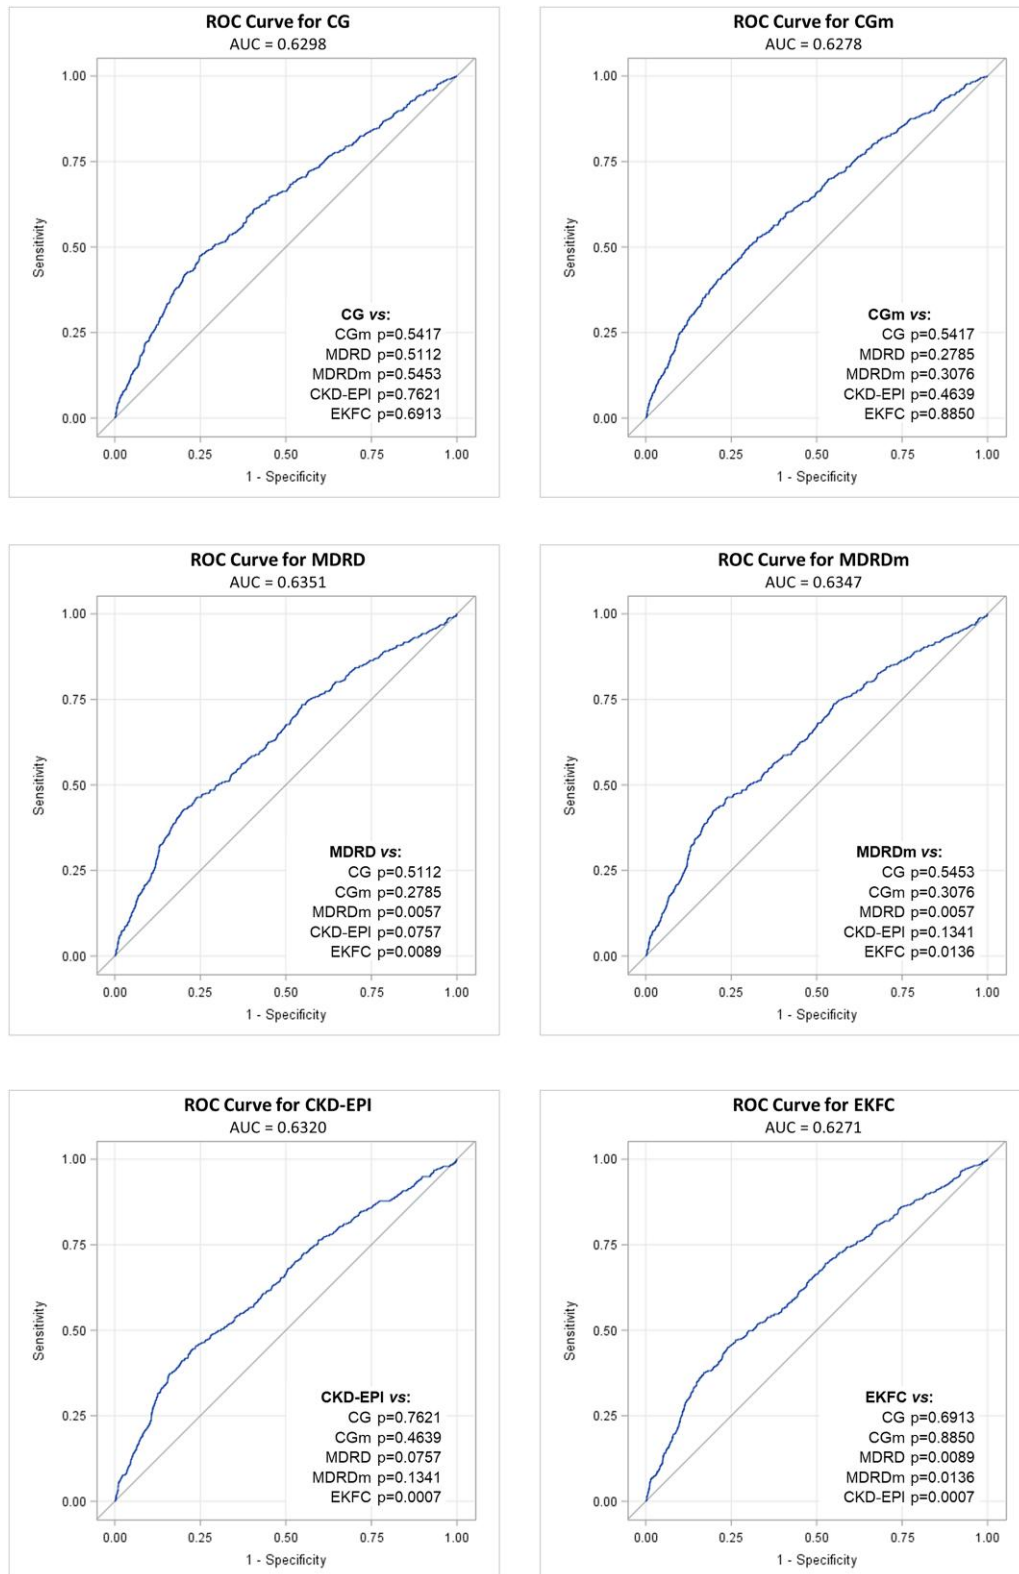 ROC Curve for CG
AUC = 0.6298
1.00
0.75
0.50
0.25
0.00
Sensitivity
CG vs:
CGm p=0.5417
MDRD p=0.5112
MDRDm p=0.5453
CKD-EPI p=0.7621
EKFC p=0.6913
0.00 0.25 0.50 0.75 1.00
1 - Specificity
ROC Curve for CGm
AUC = 0.6278
1.00
0.75
0.50
0.25
0.00
Sensitivity
CGm vs:
CG p=0.5417
MDRD p=0.2785
MDRDm p=0.3076
CKD-EPI p=0.4639
EKFC p=0.8850
0.00 0.25 0.50 0.75 1.00
1 - Specificity
ROC Curve for MDRD
AUC = 0.6351
1.00
0.75
0.50
0.25
0.00
Sensitivity
MDRD vs:
CG p=0.5112
CGm p=0.2785
MDRDm p=0.0057
CKD-EPI p=0.0757
EKFC p=0.0089
0.00 0.25 0.50 0.75 1.00
1 - Specificity
ROC Curve for MDRDm
AUC = 0.6347
1.00
0.75
0.50
0.25
0.00
Sensitivity
MDRDm vs:
CG p=0.5453
CGm p=0.3076
MDRD p=0.0057
CKD-EPI p=0.1341
EKFC p=0.0136
0.00 0.25 0.50 0.75 1.00
1 - Specificity
ROC Curve for CKD-EPI
AUC = 0.6320
1.00
0.75
0.50
0.25
0.00
Sensitivity
CKD-EPI vs:
CG p=0.7621
CGm p=0.4639
MDRD p=0.0757
MDRDm p=0.1341
EKFC p=0.0007
0.00 0.25 0.50 0.75 1.00
1 - Specificity
ROC Curve for EKFC
AUC = 0.6271
1.00
0.75
0.50
0.25
0.00
Sensitivity
EKFC vs:
CG p=0.6913
CGm p=0.8850
MDRD p=0.0089
MDRDm p=0.0136
CKD-EPI p=0.0007
0.00 0.25 0.50 0.75 1.00
1 - Specificity